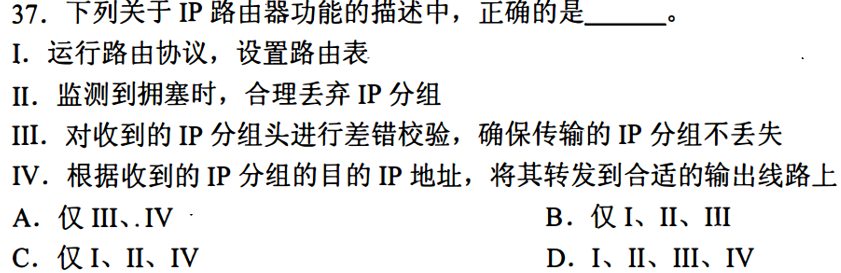 37．下列关于 IP 路由器功能的描述中，正确的是______。
I．运行路由协议，设置路由表
II．监测到拥塞时，合理丢弃 IP 分组
III．对收到的 IP 分组头进行差错校验，确保传输的 IP 分组不丢失
IV．根据收到的 IP 分组的目的 IP 地址，将其转发到合适的输出线路上
A．仅 III、IV B．仅 I、II、III
C．仅 I、II、IV D．I、II、III、IV